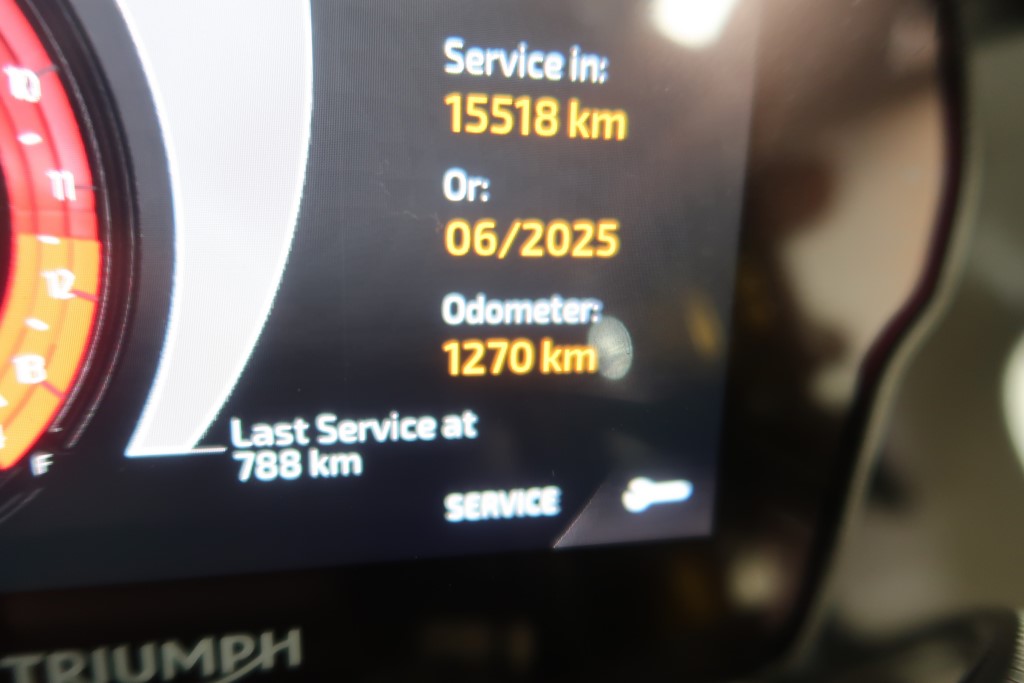 Service in:
15518 km
Or:
06/2025
Odometer:
1270 km
Last Service at
788 km
SERVICE
10
11
12
13
F
TRIUMPH